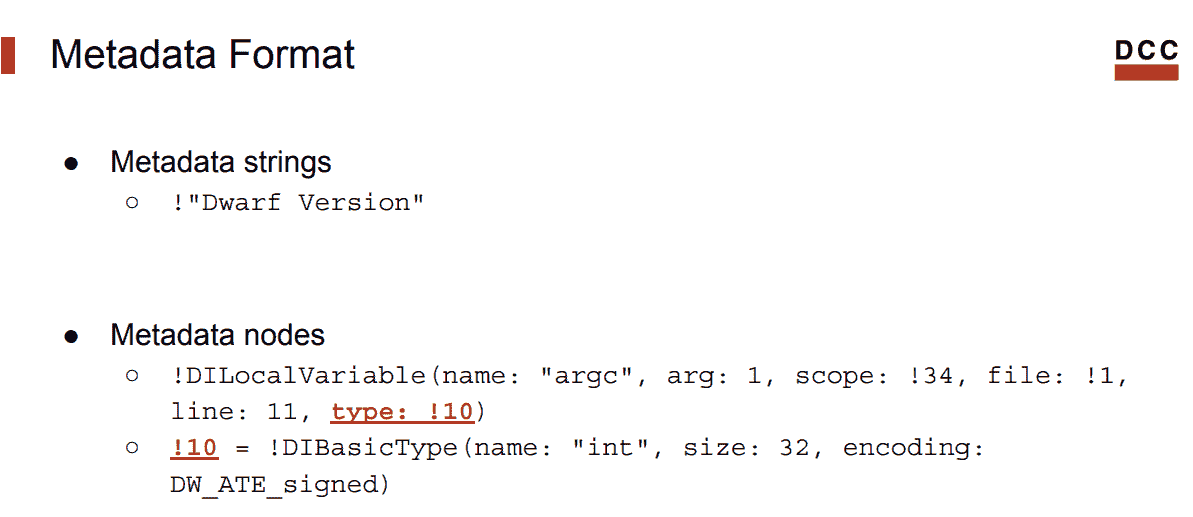 Metadata Format
DCC
● Metadata strings
○ !"Dwarf Version"
● Metadata nodes
○ !DILocalVariable(name: "argc", arg: 1, scope: !34, file: !1,
line: 11, type: !10)
○ !10 = !DIBasicType(name: "int", size: 32, encoding:
DW_ATE_signed)